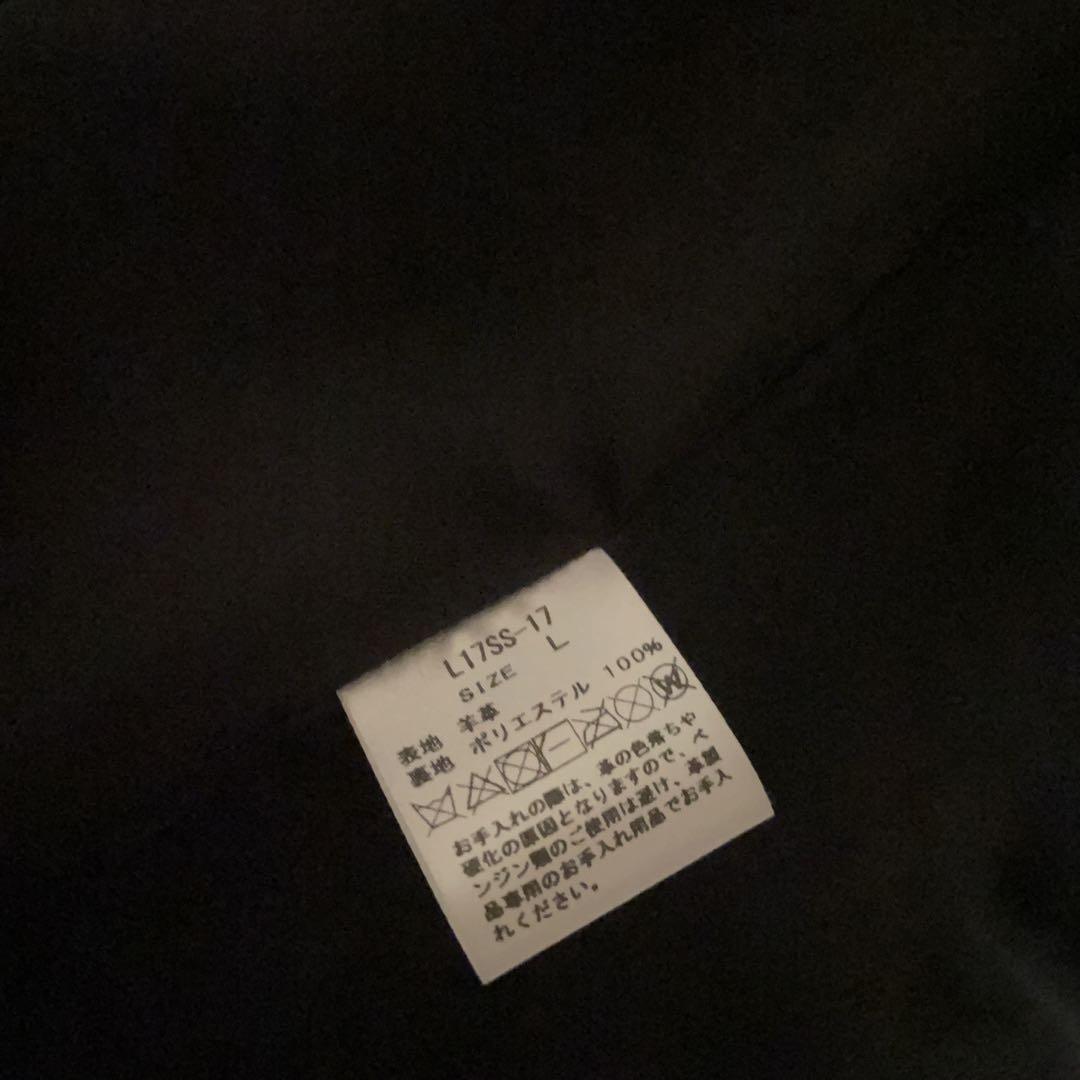 L17SS-17
SIZE L
表地 羊革
裏地 ポリエステル 100%
お手入れの際は、革の色落ちや
硬化の原因となりますので、ベ
ンジン類のご使用は避け、革製
品専用のお手入れ用品でお手入
れください。